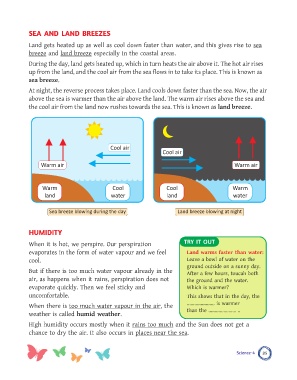 SEA AND LAND BREEZES
Land gets heated up as well as cool down faster than water, and this gives rise to sea
breeze and land breeze especially in the coastal areas.
During the day, land gets heated up, which in turn heats the air above it. The hot air rises
up from the land, and the cool air from the sea flows in to take its place. This is known as
sea breeze.
At night, the reverse process takes place. Land cools down faster than the sea. Now, the air
above the sea is warmer than the air above the land. The warm air rises above the sea and
the cool air from the land now rushes towards the sea. This is known as land breeze.
Cool air
Warm air
Warm
land
Cool
water
Cool air
Warm air
Cool
land
Warm
water
Sea breeze blowing during the day
Land breeze blowing at night
HUMIDITY
When it is hot, we perspire. Our perspiration
evaporates in the form of water vapour and we feel
cool.
But if there is too much water vapour already in the
air, as happens when it rains, perspiration does not
evaporate quickly. Then we feel sticky and
uncomfortable.
When there is too much water vapour in the air, the
weather is called humid weather.
High humidity occurs mostly when it rains too much and the Sun does not get a
chance to dry the air. It also occurs in places near the sea.
TRY IT OUT
Land warms faster than water:
Leave a bowl of water on the
ground outside on a sunny day.
After a few hours, touch both
the ground and the water.
Which is warmer?
This shows that in the day, the
.................. is warmer
than the .................. .
Science-4